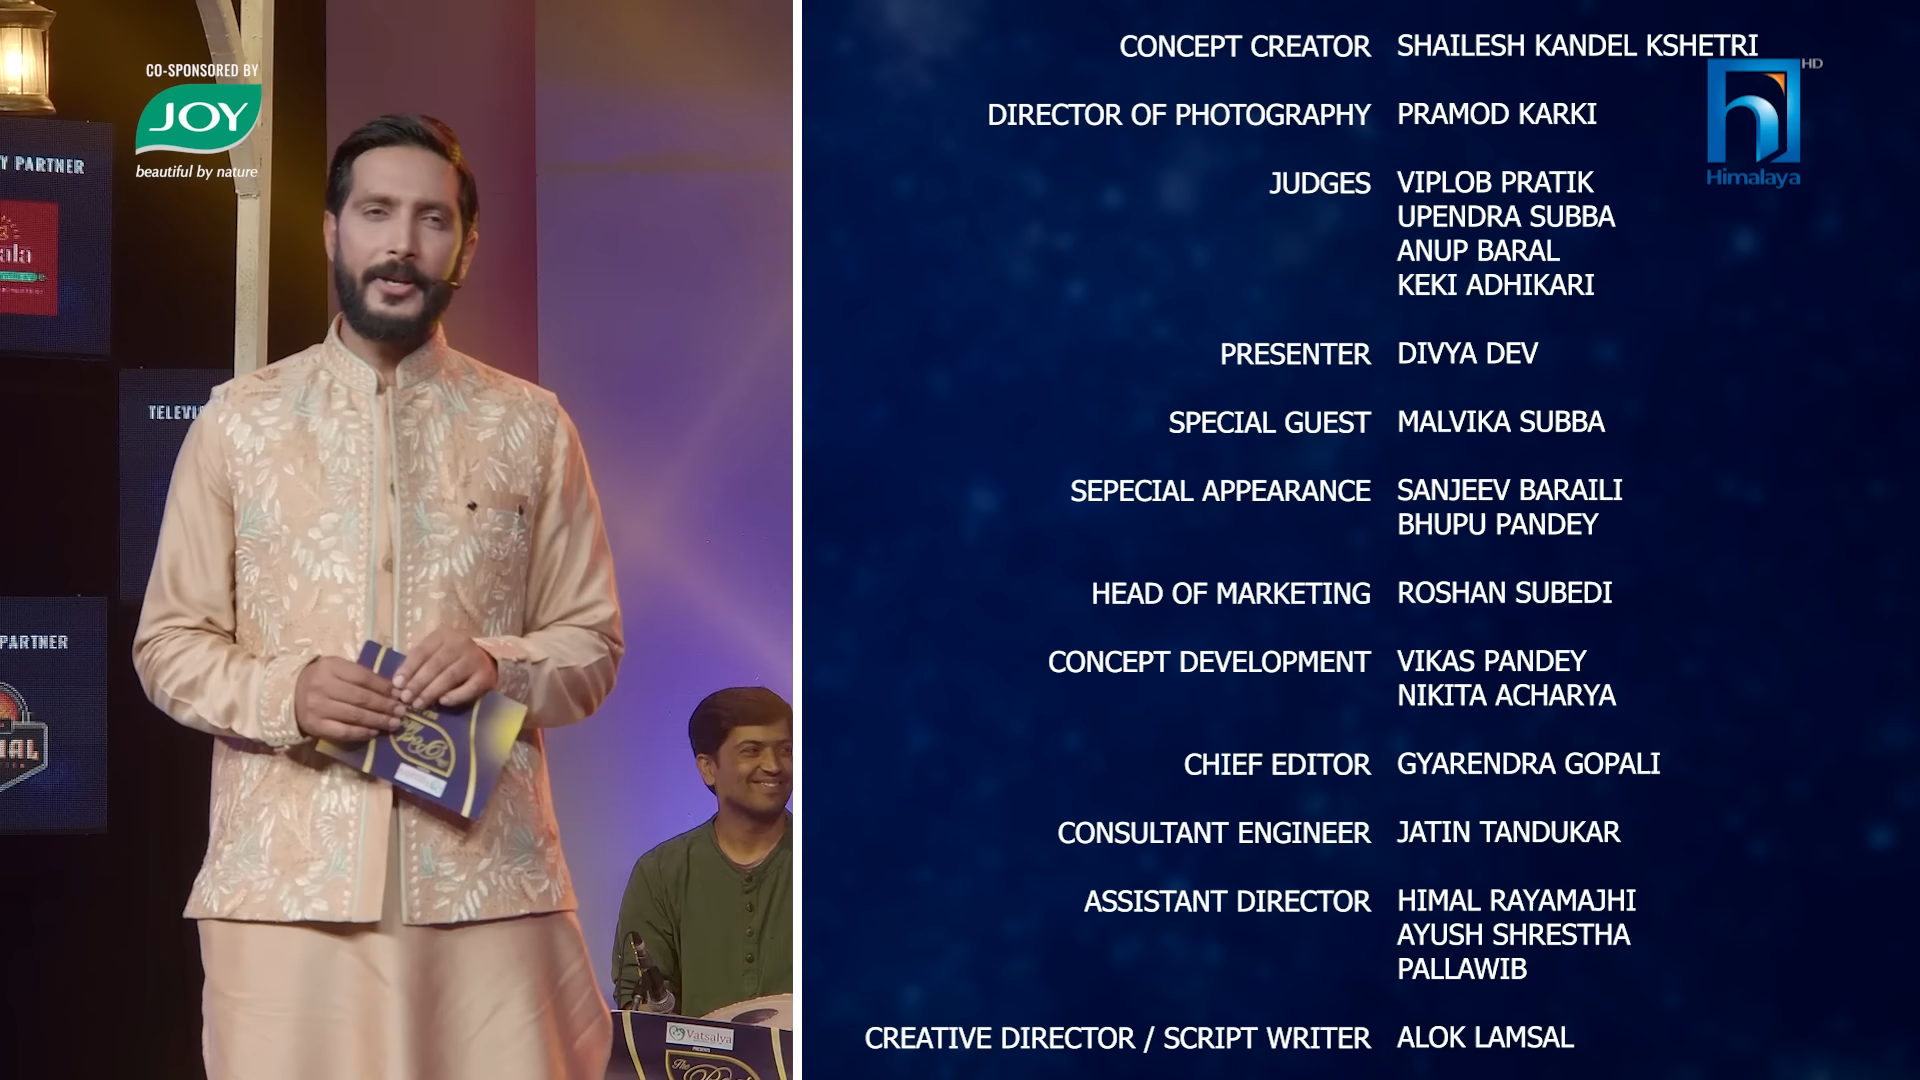 CO-SPONSORED BY
JOY
beautiful by nature
Y PARTNER
ala
TELEVI
PARTNER
Vatsalya
PRESENTS
The
CONCEPT CREATOR SHAILESH KANDEL KSHETRI
HD
Himalaya
DIRECTOR OF PHOTOGRAPHY PRAMOD KARKI
JUDGES VIPLOB PRATIK
UPENDRA SUBBA
ANUP BARAL
KEKI ADHIKARI
PRESENTER DIVYA DEV
SPECIAL GUEST MALVIKA SUBBA
SEPECIAL APPEARANCE SANJEEV BARAILI
BHUPU PANDEY
HEAD OF MARKETING ROSHAN SUBEDI
CONCEPT DEVELOPMENT VIKAS PANDEY
NIKITA ACHARYA
CHIEF EDITOR GYARENDRA GOPALI
CONSULTANT ENGINEER JATIN TANDUKAR
ASSISTANT DIRECTOR HIMAL RAYAMAJHI
AYUSH SHRESTHA
PALLAWIB
CREATIVE DIRECTOR / SCRIPT WRITER ALOK LAMSAL